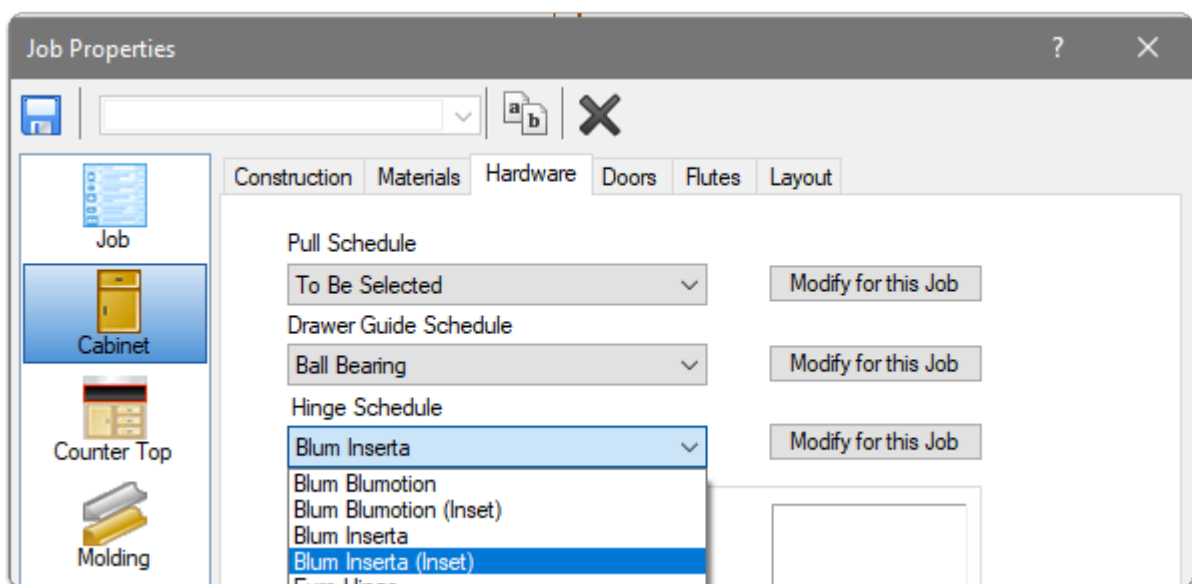 Job Properties ? ×
a b
Construction Materials Hardware Doors Flutes Layout
Job
Cabinet
Counter Top
Molding
Pull Schedule
To Be Selected Modify for this Job
Drawer Guide Schedule
Ball Bearing Modify for this Job
Hinge Schedule
Blum Inserta Modify for this Job
Blum Blumotion
Blum Blumotion (Inset)
Blum Inserta
Blum Inserta (Inset)